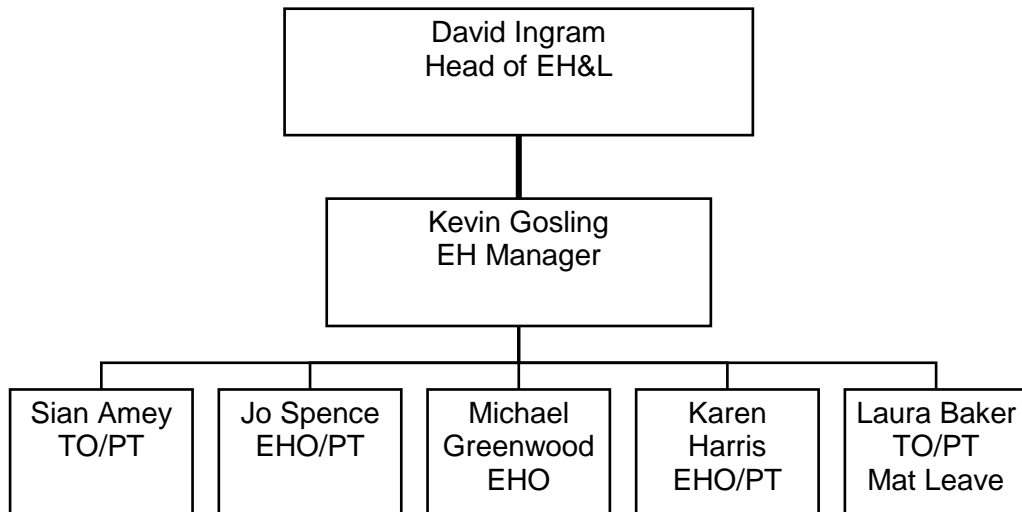 David Ingram
Head of EH&L
Kevin Gosling
EH Manager
Sian Amey
TO/PT
Jo Spence
EHO/PT
Michael
Greenwood
EHO
Karen
Harris
EHO/PT
Laura Baker
TO/PT
Mat Leave